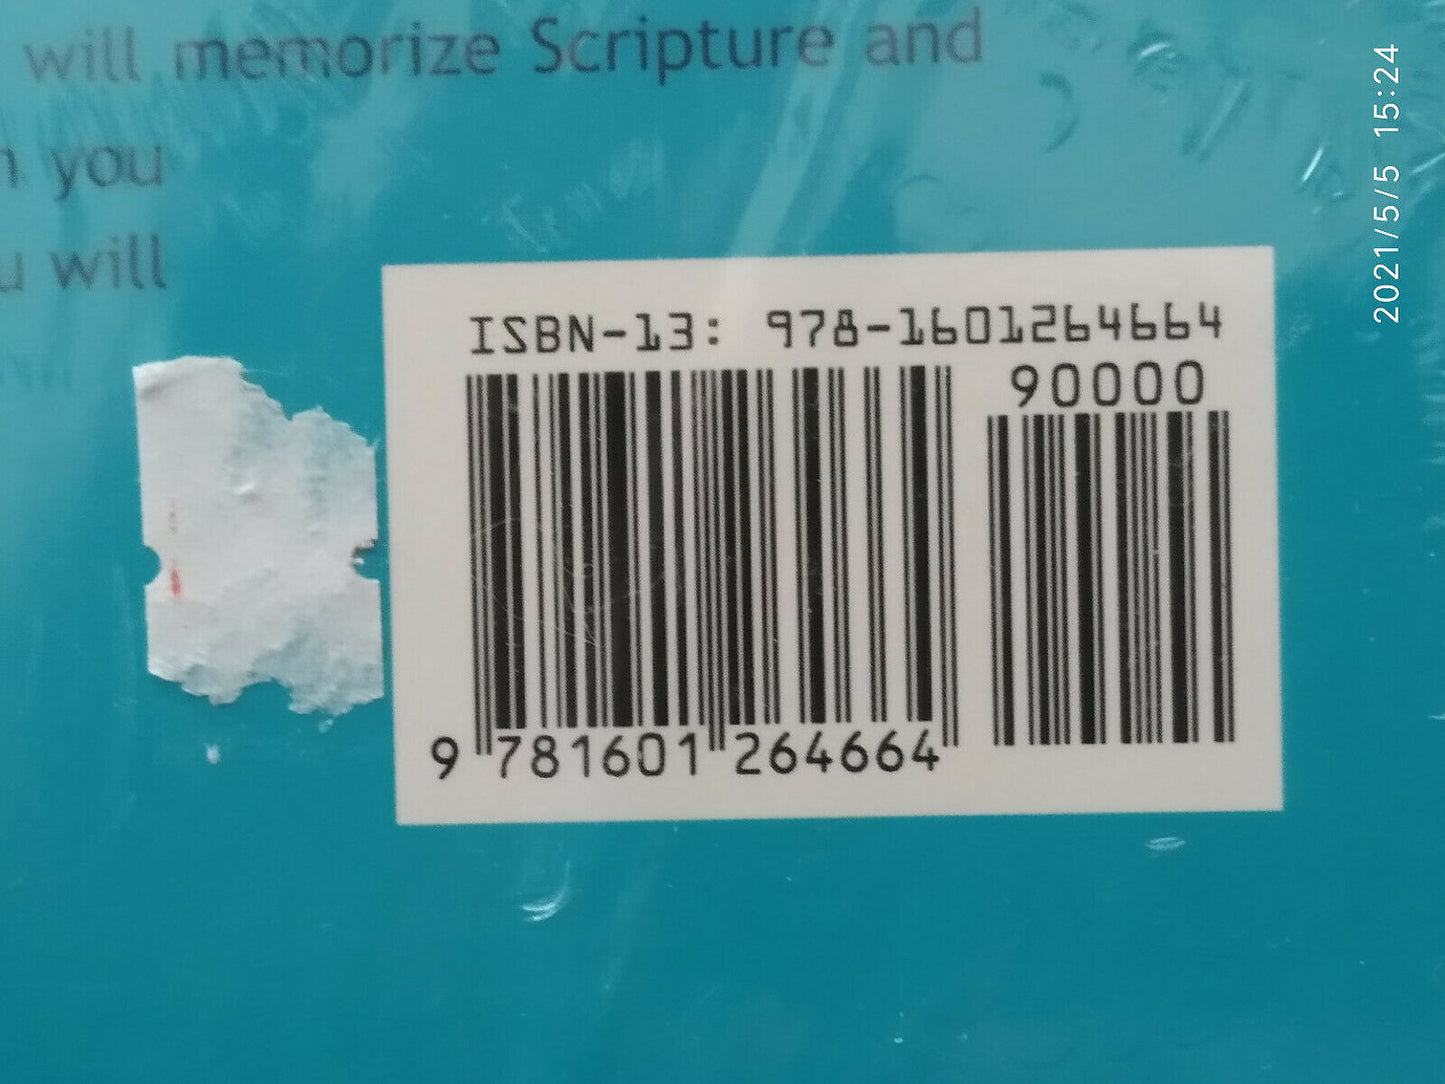 will memorize Scripture and
you
will
ISBN-13: 978-1601264664
90000
9 781601 264664
2021/5/5 15:24